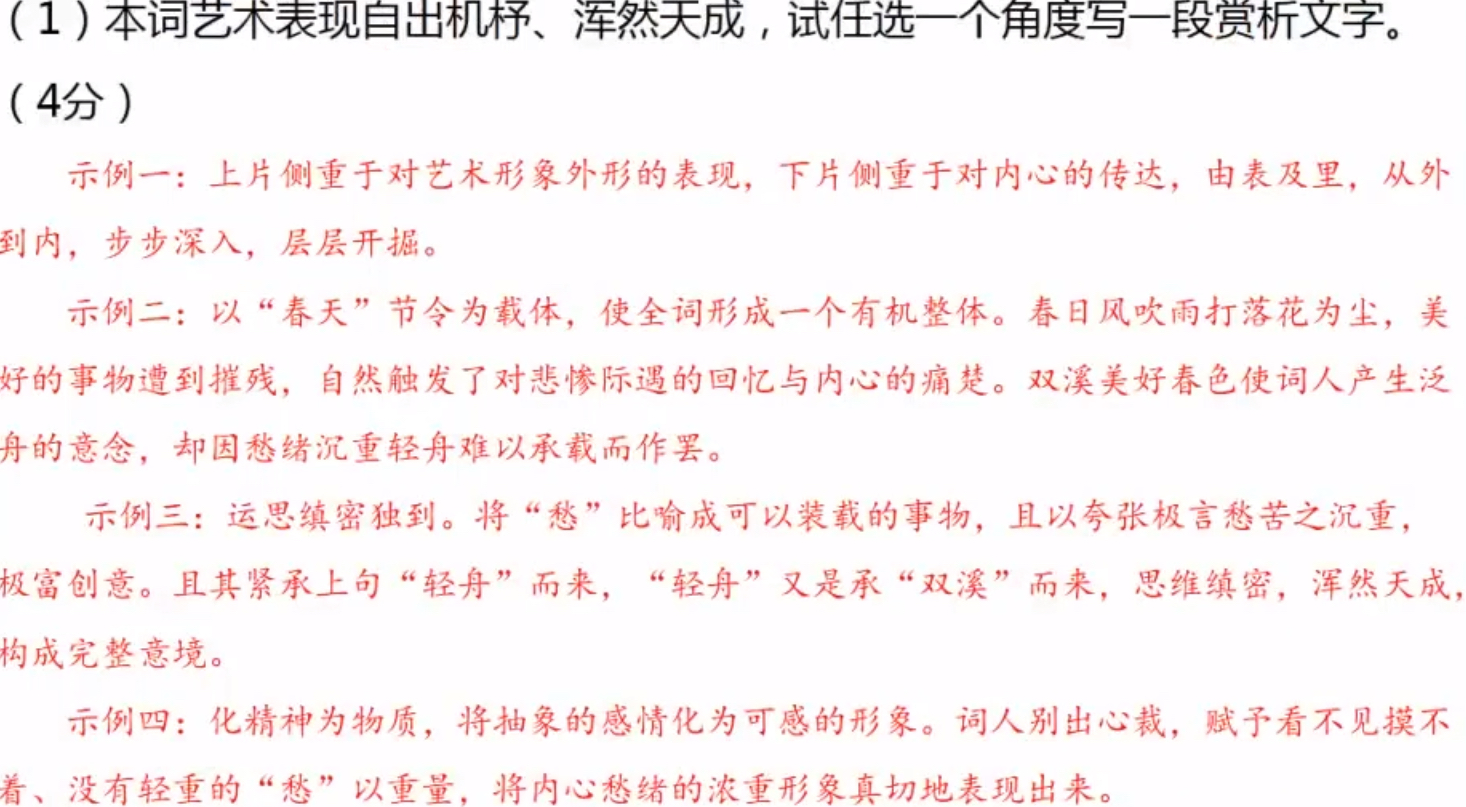 （1）本词艺术表现自出机杼、浑然天成，试任选一个角度写一段赏析文字。
（4分）
示例一：上片侧重于对艺术形象外形的表现，下片侧重于对内心的传达，由表及里，从外
到内，步步深入，层层开掘。
示例二：以“春天”节令为载体，使全词形成一个有机整体。春日风吹雨打落花为尘，美
好的事物遭到摧残，自然触发了对悲惨际遇的回忆与内心的痛楚。双溪美好春色使词人产生泛
舟的意念，却因愁绪沉重轻舟难以承载而作罢。
示例三：运思缜密独到。将“愁”比喻成可以装载的事物，且以夸张极言愁苦之沉重，
极富创意。且其紧承上句“轻舟”而来，“轻舟”又是承“双溪”而来，思维缜密，浑然天成，
构成完整意境。
示例四：化精神为物质，将抽象的感情化为可感的形象。词人别出心裁，赋予看不见摸不
着、没有轻重的“愁”以重量，将内心愁绪的浓重形象真切地表现出来。